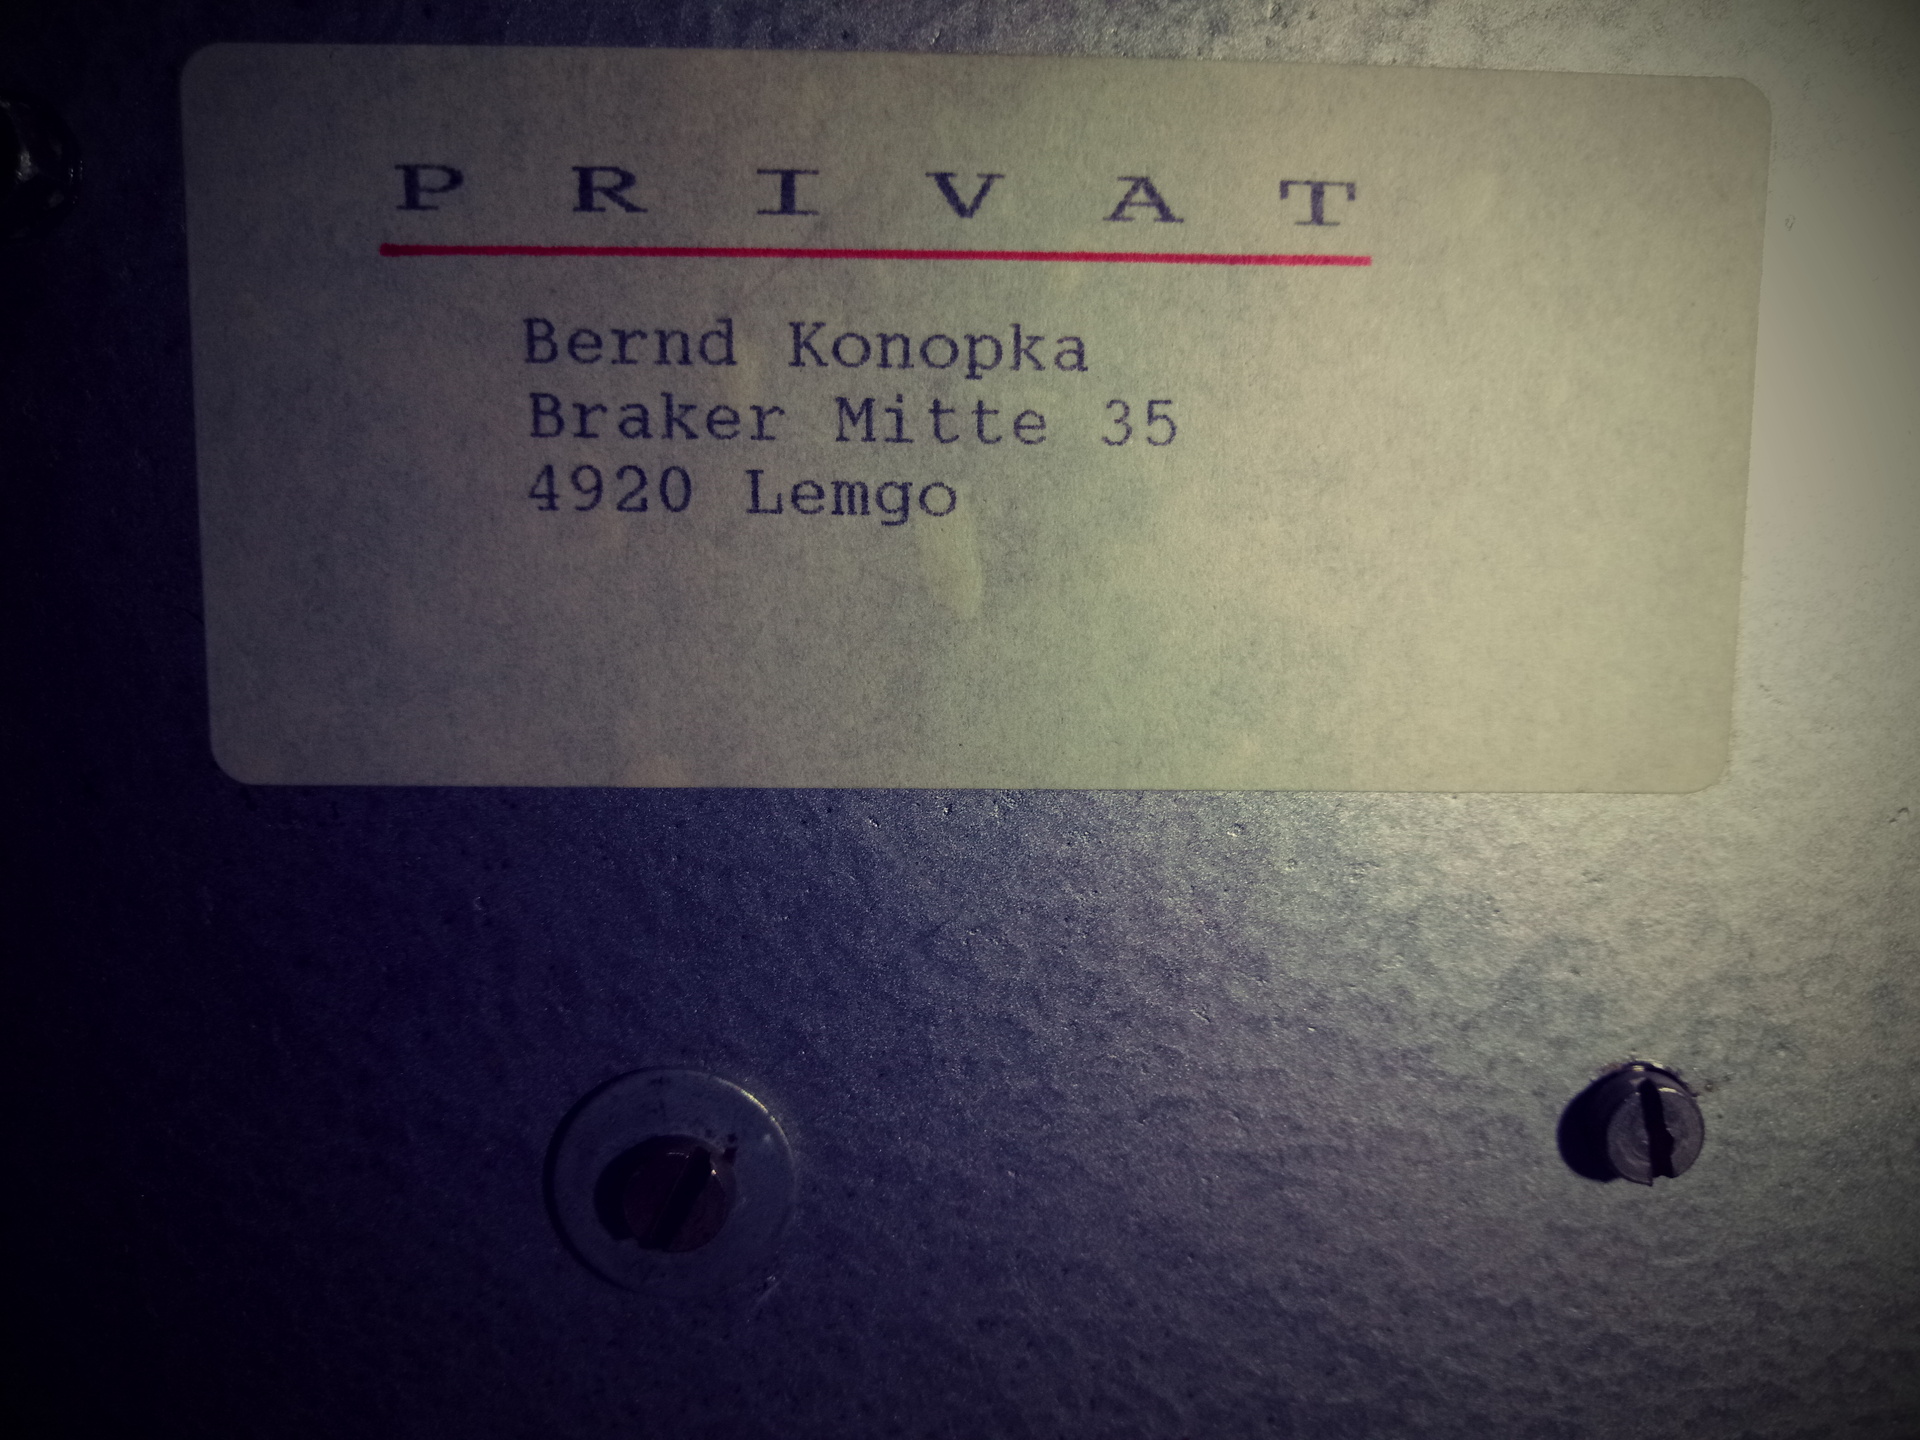 P R I V A T
Bernd Konopka
Braker Mitte 35
4920 Lemgo